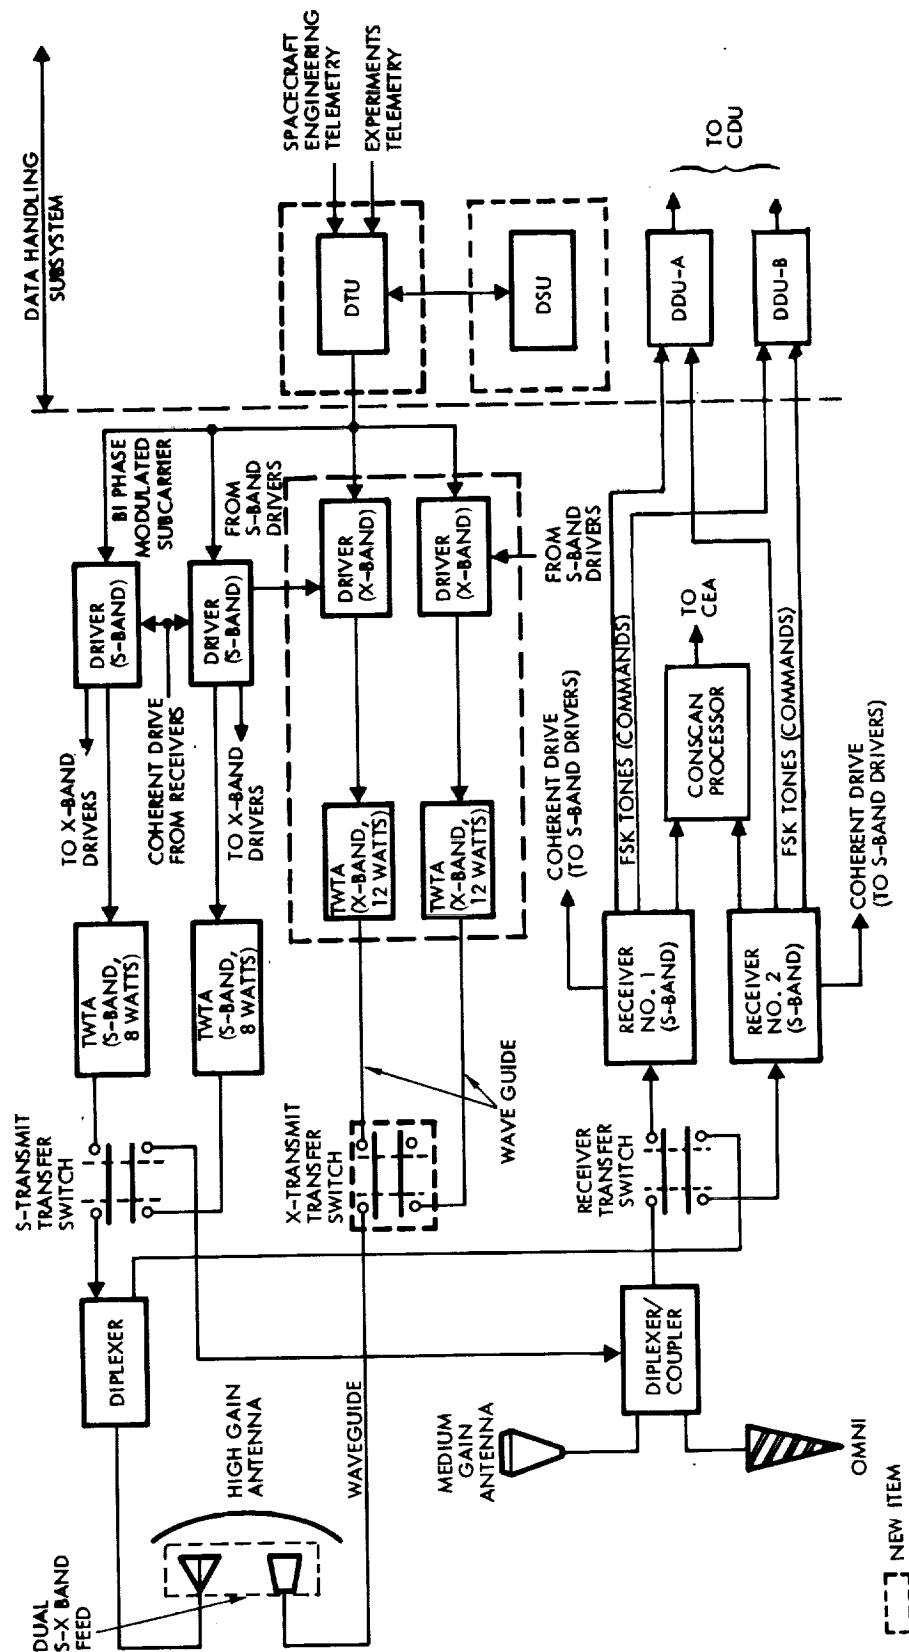 DATA HANDLING
SUBSYSTEM
SPACECRAFT
ENGINEERING
TELEMETRY
EXPERIMENTS
TELEMETRY
DTU
DSU
DDU-A
DDU-B
TO
CDU
BI PHASE
MODULATED
SUBCARRIER
FROM
S-BAND
DRIVERS
DRIVER
(S-BAND)
DRIVER
(S-BAND)
DRIVER
(X-BAND)
DRIVER
(X-BAND)
FROM
S-BAND
DRIVERS
TO X-BAND
DRIVERS
COHERENT DRIVE
FROM RECEIVERS
TO X-BAND
DRIVERS
TWTA
(S-BAND,
8 WATTS)
TWTA
(S-BAND,
8 WATTS)
TWTA
(X-BAND,
12 WATTS)
TWTA
(X-BAND,
12 WATTS)
COHERENT DRIVE
(TO S-BAND DRIVERS)
FSK TONES (COMMANDS)
TO
CEA
CONSCAN
PROCESSOR
FSK TONES (COMMANDS)
COHERENT DRIVE
(TO S-BAND DRIVERS)
RECEIVER
NO. 1
(S-BAND)
RECEIVER
NO. 2
(S-BAND)
WAVE GUIDE
S-TRANSMIT
TRANSFER
SWITCH
X-TRANSMIT
TRANSFER
SWITCH
RECEIVER
TRANSFER
SWITCH
DIPLEXER
DIPLEXER/
COUPLER
HIGH GAIN
ANTENNA
WAVEGUIDE
MEDIUM
GAIN
ANTENNA
OMNI
DUAL
S-X BAND
FEED
NEW ITEM